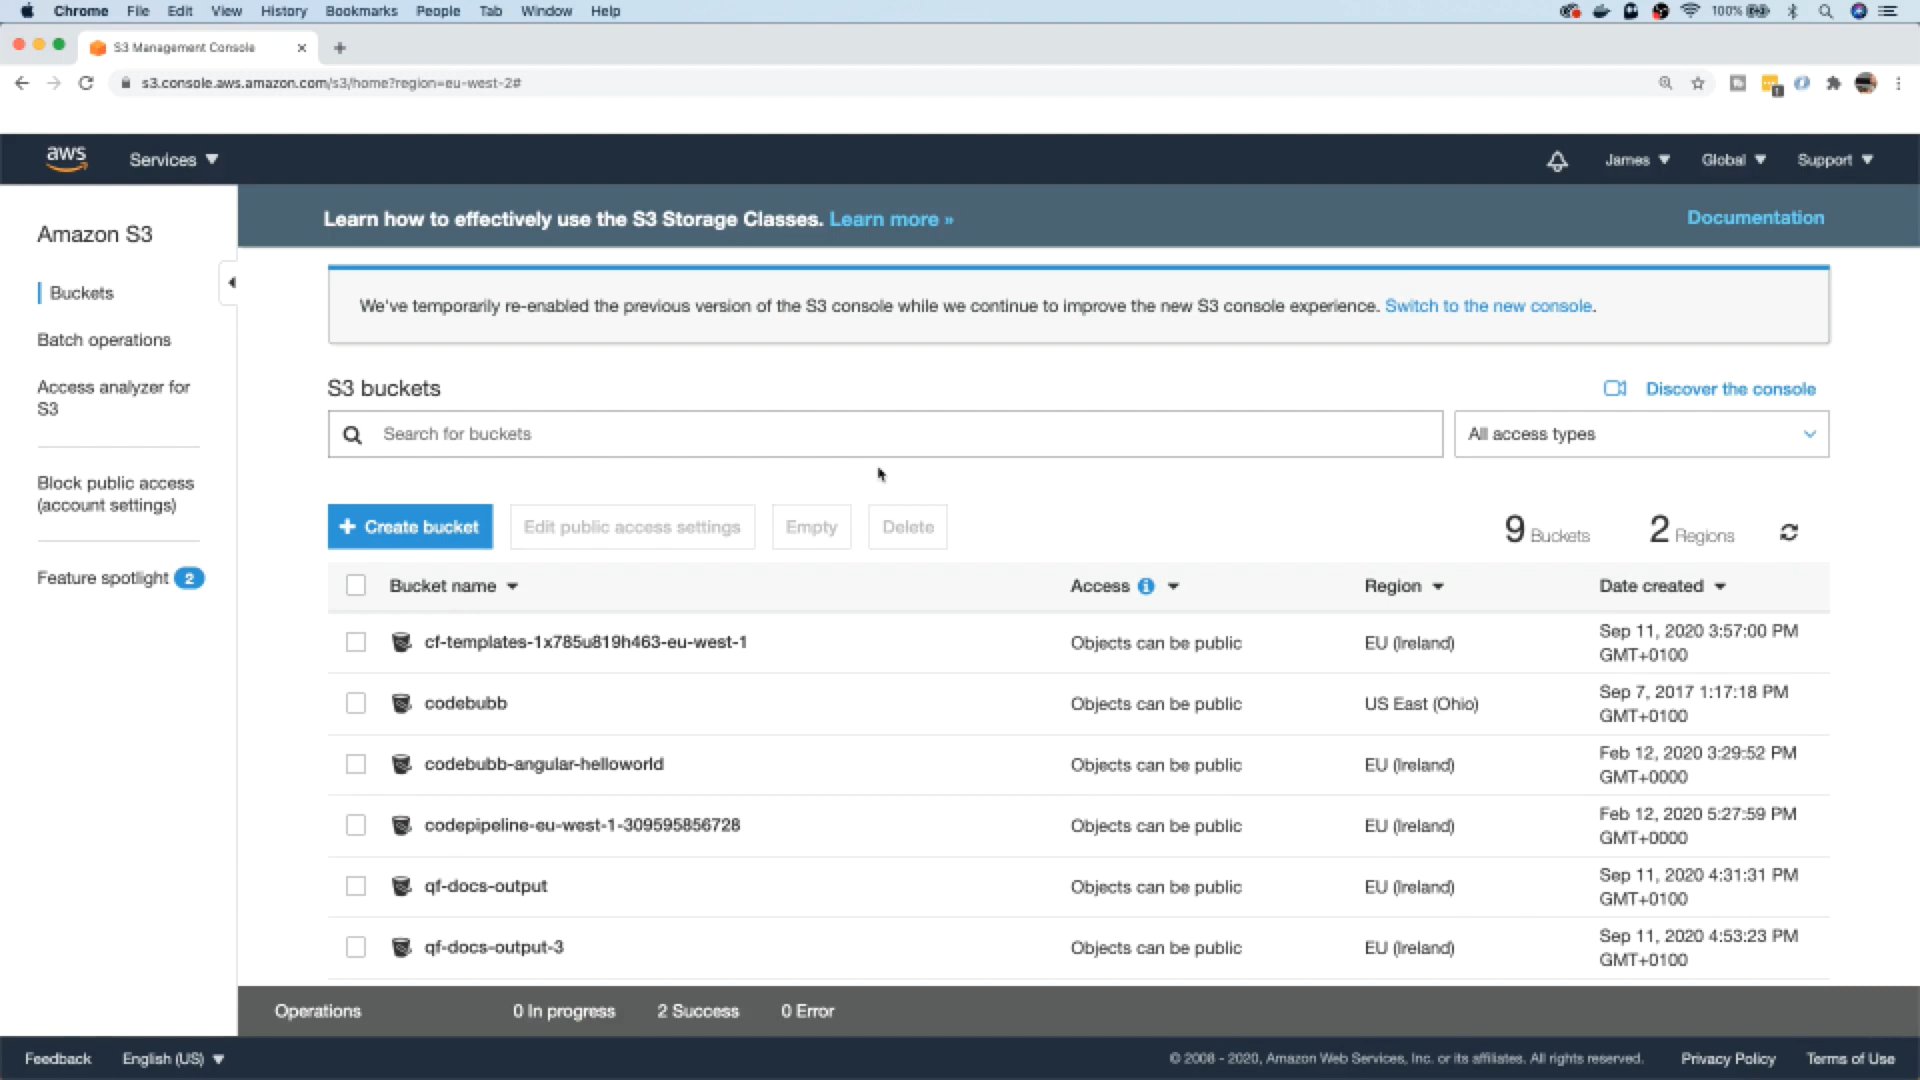 Chrome File Edit View History Bookmarks People Tab Window Help
100%
S3 Management Console
s3.console.aws.amazon.com/s3/home?region=eu-west-2#
aws Services James Global Support
Learn how to effectively use the S3 Storage Classes. Learn more » Documentation
Amazon S3
Buckets
Batch operations
Access analyzer for
S3
Block public access
(account settings)
Feature spotlight 2
We've temporarily re-enabled the previous version of the S3 console while we continue to improve the new S3 console experience. Switch to the new console.
S3 buckets Discover the console
Search for buckets All access types
+ Create bucket Edit public access settings Empty Delete 9 Buckets 2 Regions
Bucket name Access Region Date created
cf-templates-1x785u819h463-eu-west-1 Objects can be public EU (Ireland) Sep 11, 2020 3:57:00 PM
GMT+0100
codebubb Objects can be public US East (Ohio) Sep 7, 2017 1:17:18 PM
GMT+0100
codebubb-angular-helloworld Objects can be public EU (Ireland) Feb 12, 2020 3:29:52 PM
GMT+0000
codepipeline-eu-west-1-309595856728 Objects can be public EU (Ireland) Feb 12, 2020 5:27:59 PM
GMT+0000
qf-docs-output Objects can be public EU (Ireland) Sep 11, 2020 4:31:31 PM
GMT+0100
qf-docs-output-3 Objects can be public EU (Ireland) Sep 11, 2020 4:53:23 PM
GMT+0100
Operations 0 In progress 2 Success 0 Error
Feedback English (US) © 2008 - 2020, Amazon Web Services, Inc. or its affiliates. All rights reserved. Privacy Policy Terms of Use